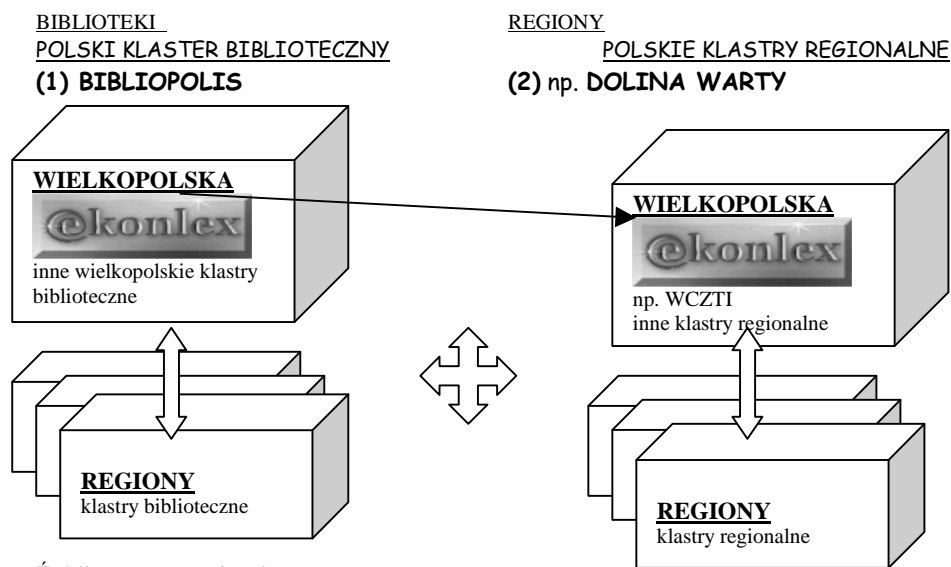 BIBLIOTEKI
POLSKI KLASTER BIBLIOTECZNY
(1) BIBLIOPOLIS
WIELKOPOLSKA
@konlex
inne wielkopolskie klastry
biblioteczne
REGIONY
klastry biblioteczne
REGIONY
POLSKIE KLASTRY REGIONALNE
(2) np. DOLINA WARTY
WIELKOPOLSKA
@konlex
np. WCZTI
inne klastry regionalne
REGIONY
klastry regionalne